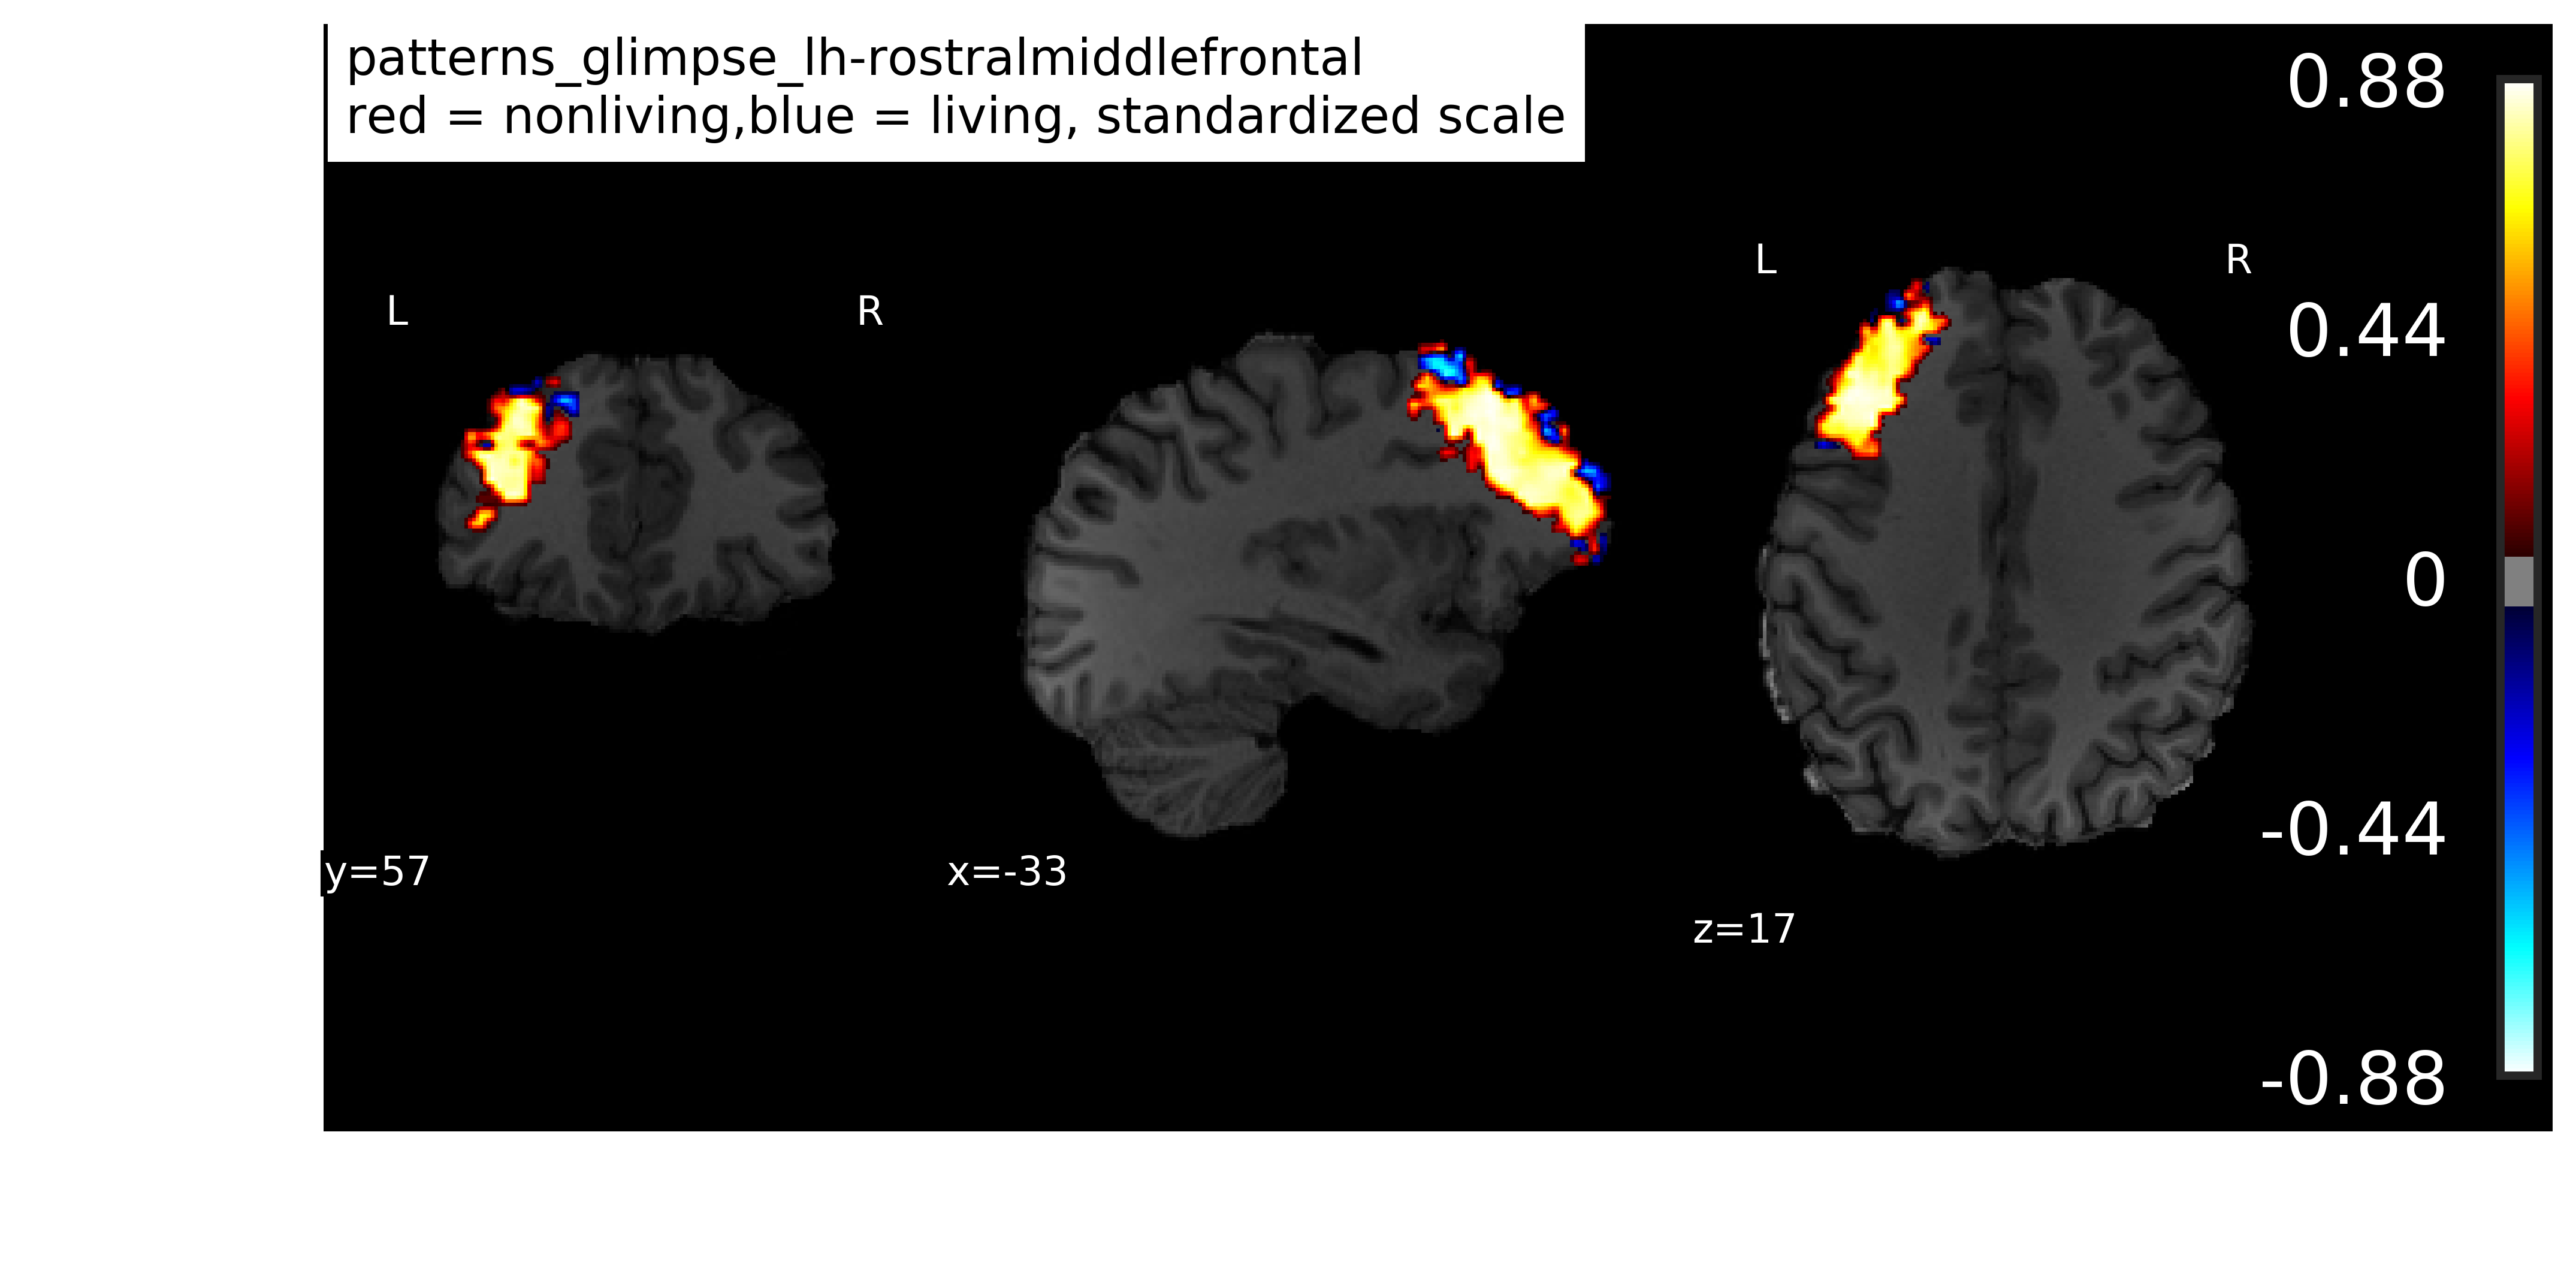 patterns_glimpse_lh-rostralmiddlefrontal
red = nonliving,blue = living, standardized scale
L
R
y=57
x=-33
L
R
z=17
0.88
0.44
0
-0.44
-0.88